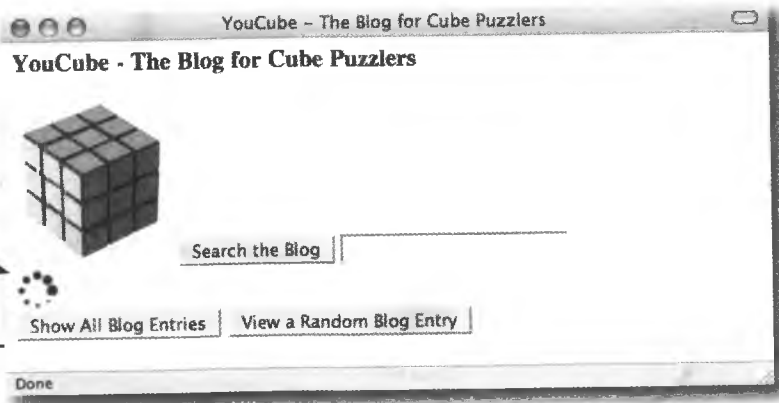 YouCube – The Blog for Cube Puzzlers
YouCube - The Blog for Cube Puzzlers
Search the Blog
Show All Blog Entries
View a Random Blog Entry
Done